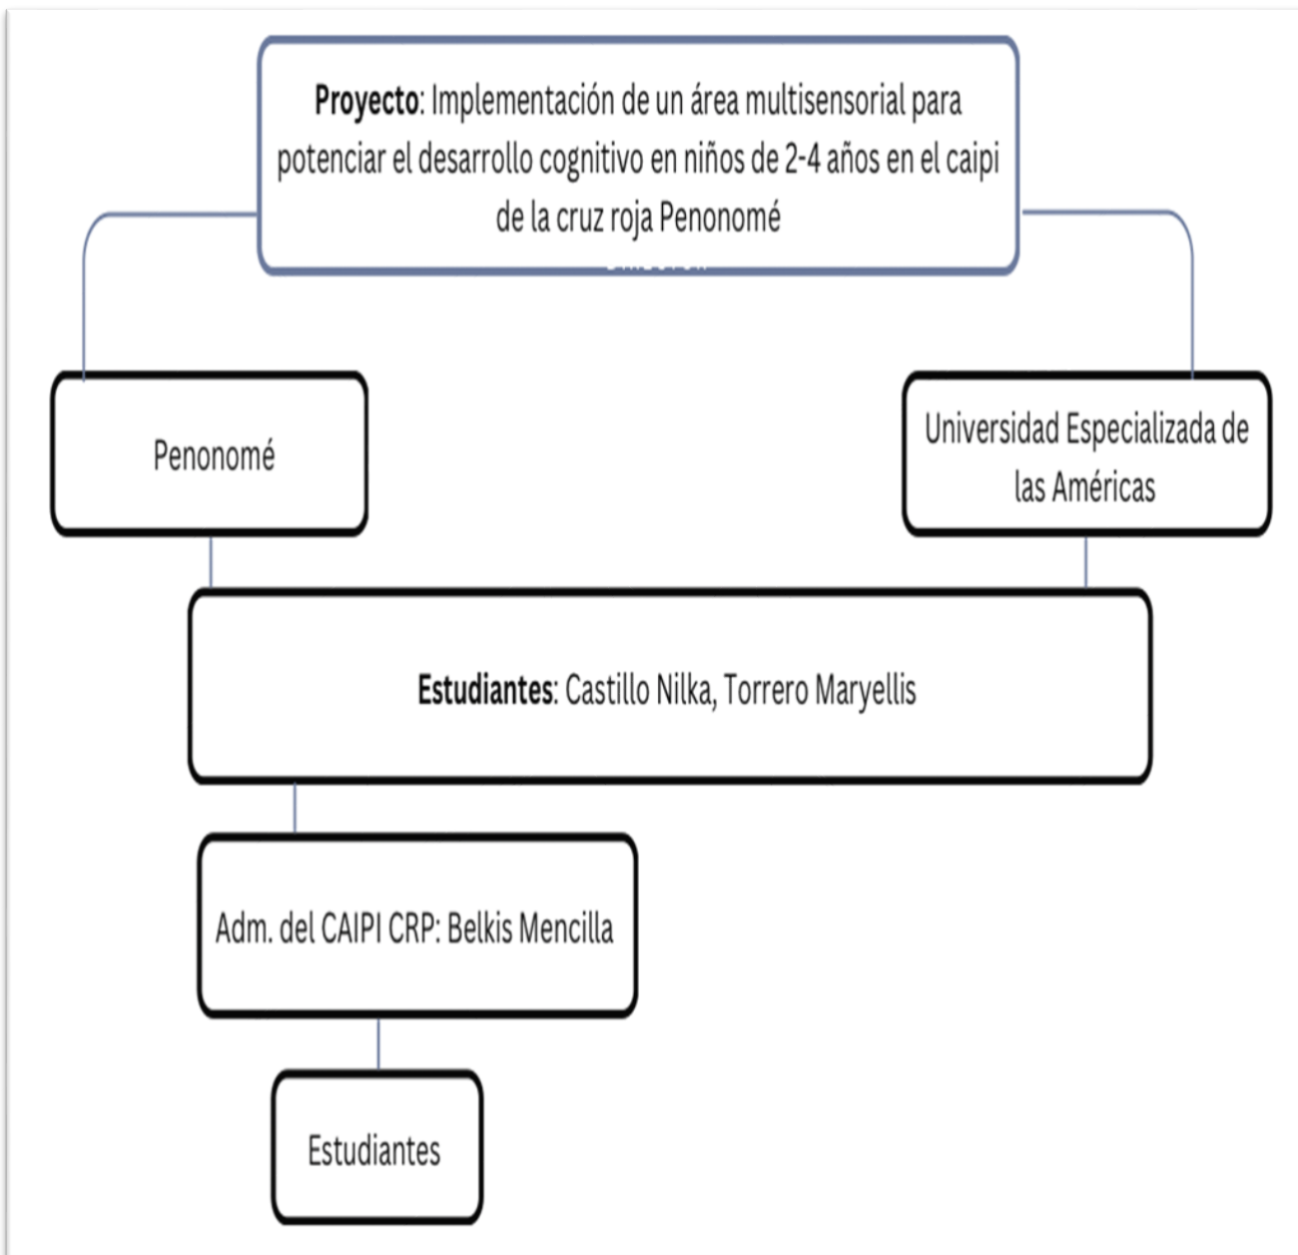 Proyecto: Implementación de un área multisensorial para
potenciar el desarrollo cognitivo en niños de 2-4 años en el caipi
de la cruz roja Penonomé
Penonomé
Universidad Especializada de
las Américas
Estudiantes: Castillo Nilka, Torrero Maryellis
Adm. del CAIPI CRP: Belkis Mencilla
Estudiantes